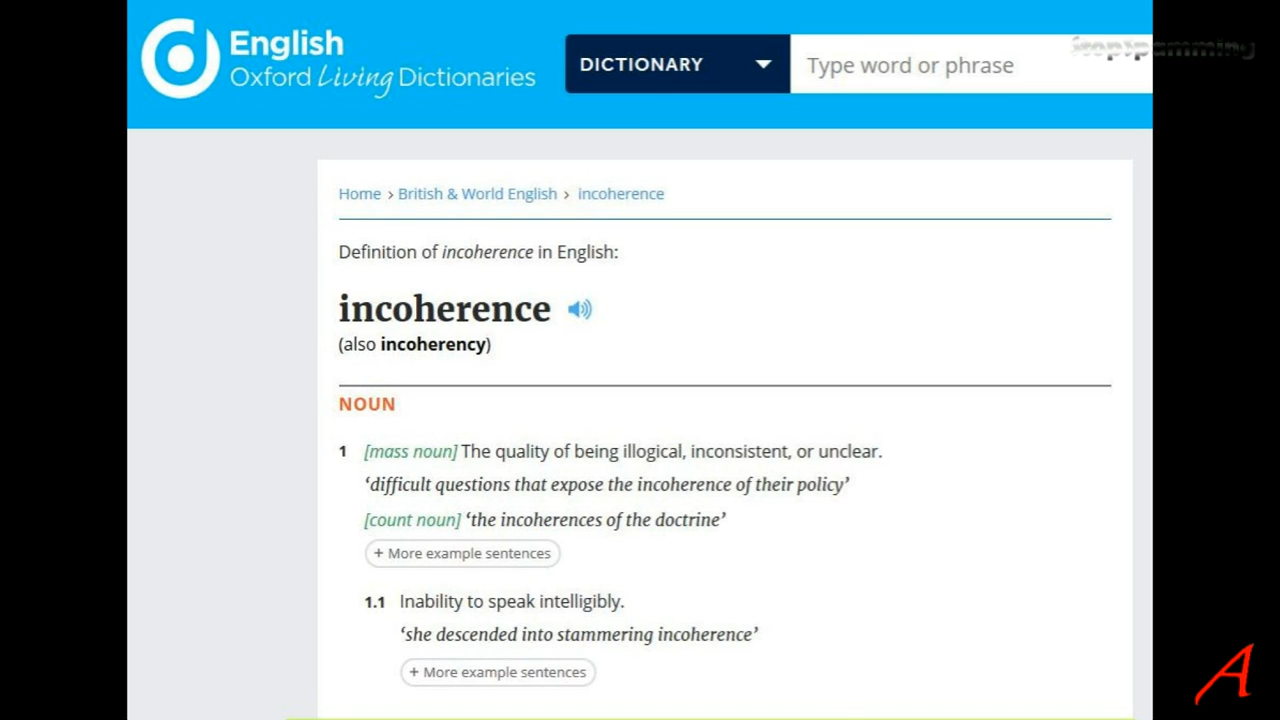 English
Oxford Living Dictionaries
DICTIONARY
Type word or phrase
Home › British & World English › incoherence
Definition of incoherence in English:
incoherence
(also incoherency)
NOUN
1 [mass noun] The quality of being illogical, inconsistent, or unclear.
‘difficult questions that expose the incoherence of their policy’
[count noun] ‘the incoherences of the doctrine’
+ More example sentences
1.1 Inability to speak intelligibly.
‘she descended into stammering incoherence’
+ More example sentences
A